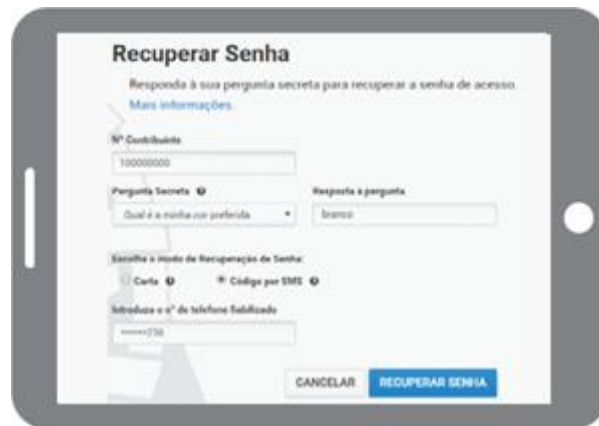 Recuperar Senha
Responda à sua pergunta secreta para recuperar a senha de acesso.
Mais informações.
Nº Contribuinte
100000000
Pergunta Secreta
Resposta à pergunta
Qual é a minha cor preferida
branco
Escolha o modo de Recuperação de Senha:
Carta
Código por SMS
Introduza o nº de telefone fiabilizado
••••••236
CANCELAR
RECUPERAR SENHA